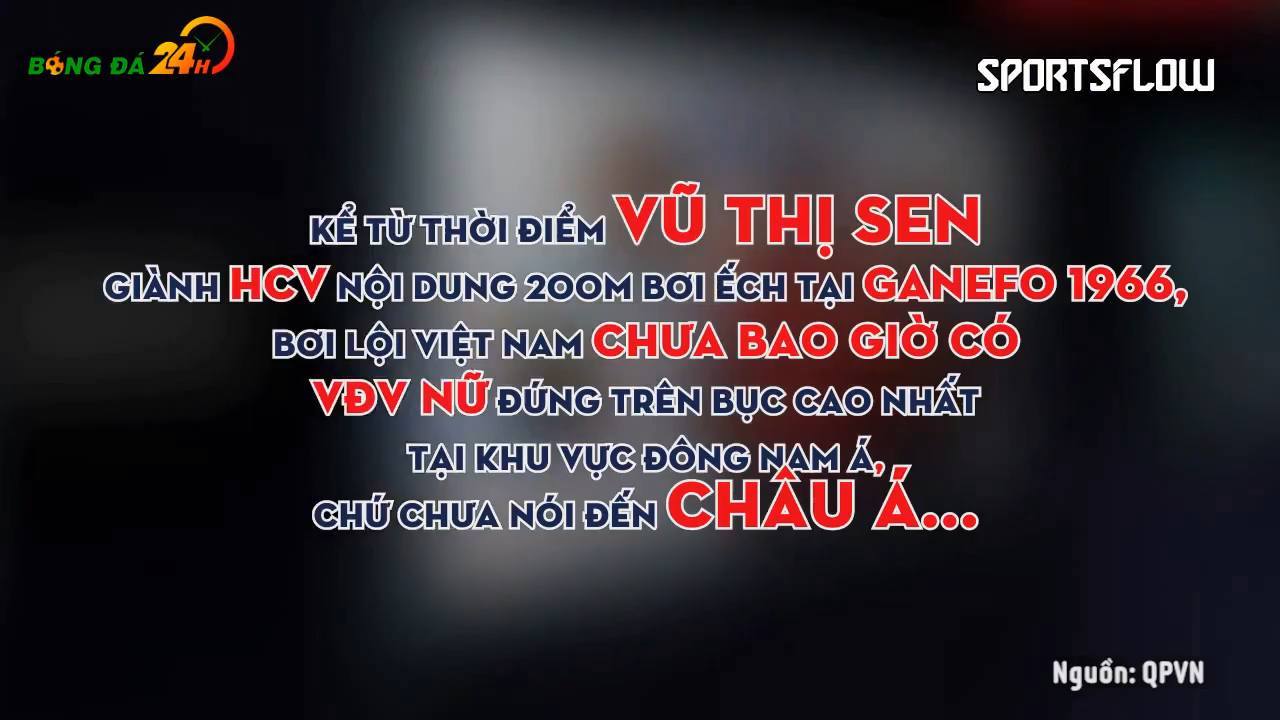 BÓNG ĐÁ 24H
SPORTSFLOW
KỂ TỪ THỜI ĐIỂM VŨ THỊ SEN
GIÀNH HCV NỘI DUNG 200M BƠI ẾCH TẠI GANEFO 1966,
BƠI LỘI VIỆT NAM CHƯA BAO GIỜ CÓ
VĐV NỮ ĐỨNG TRÊN BỤC CAO NHẤT
TẠI KHU VỰC ĐÔNG NAM Á,
CHỨ CHƯA NÓI ĐẾN CHÂU Á...
Nguồn: QPVN